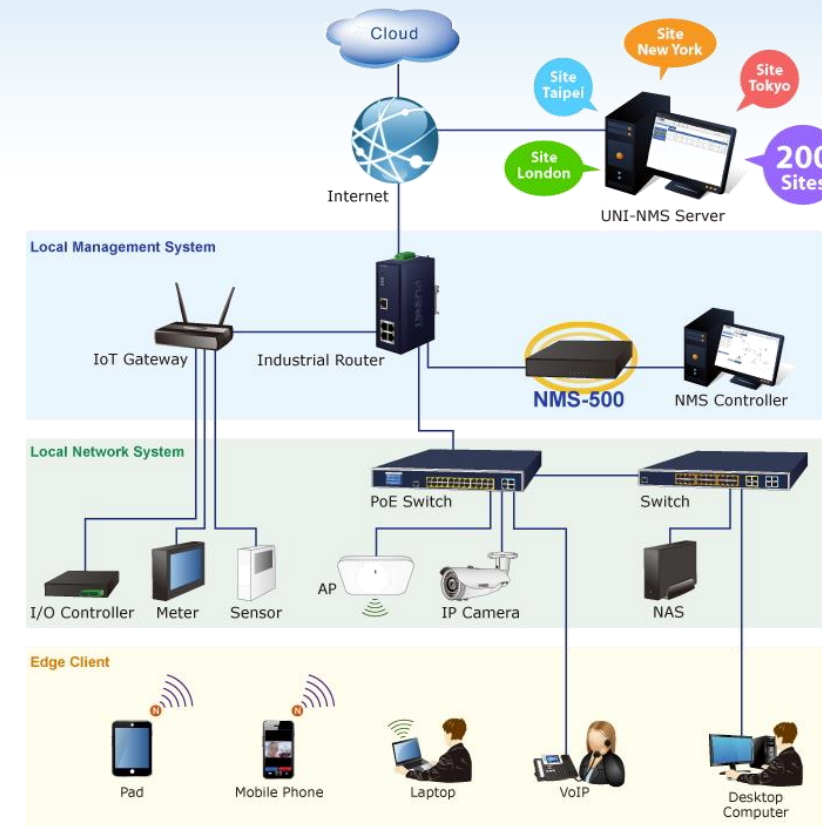 Cloud
Site
New York
Site
Taipei
Site
Tokyo
Site
London
200
Sites
Internet
UNI-NMS Server
Local Management System
PLANET
IoT Gateway
Industrial Router
NMS-500
NMS Controller
Local Network System
PoE Switch
Switch
I/O Controller
Meter
Sensor
AP
IP Camera
NAS
Edge Client
N
N
Pad
Mobile Phone
Laptop
VoIP
Desktop
Computer